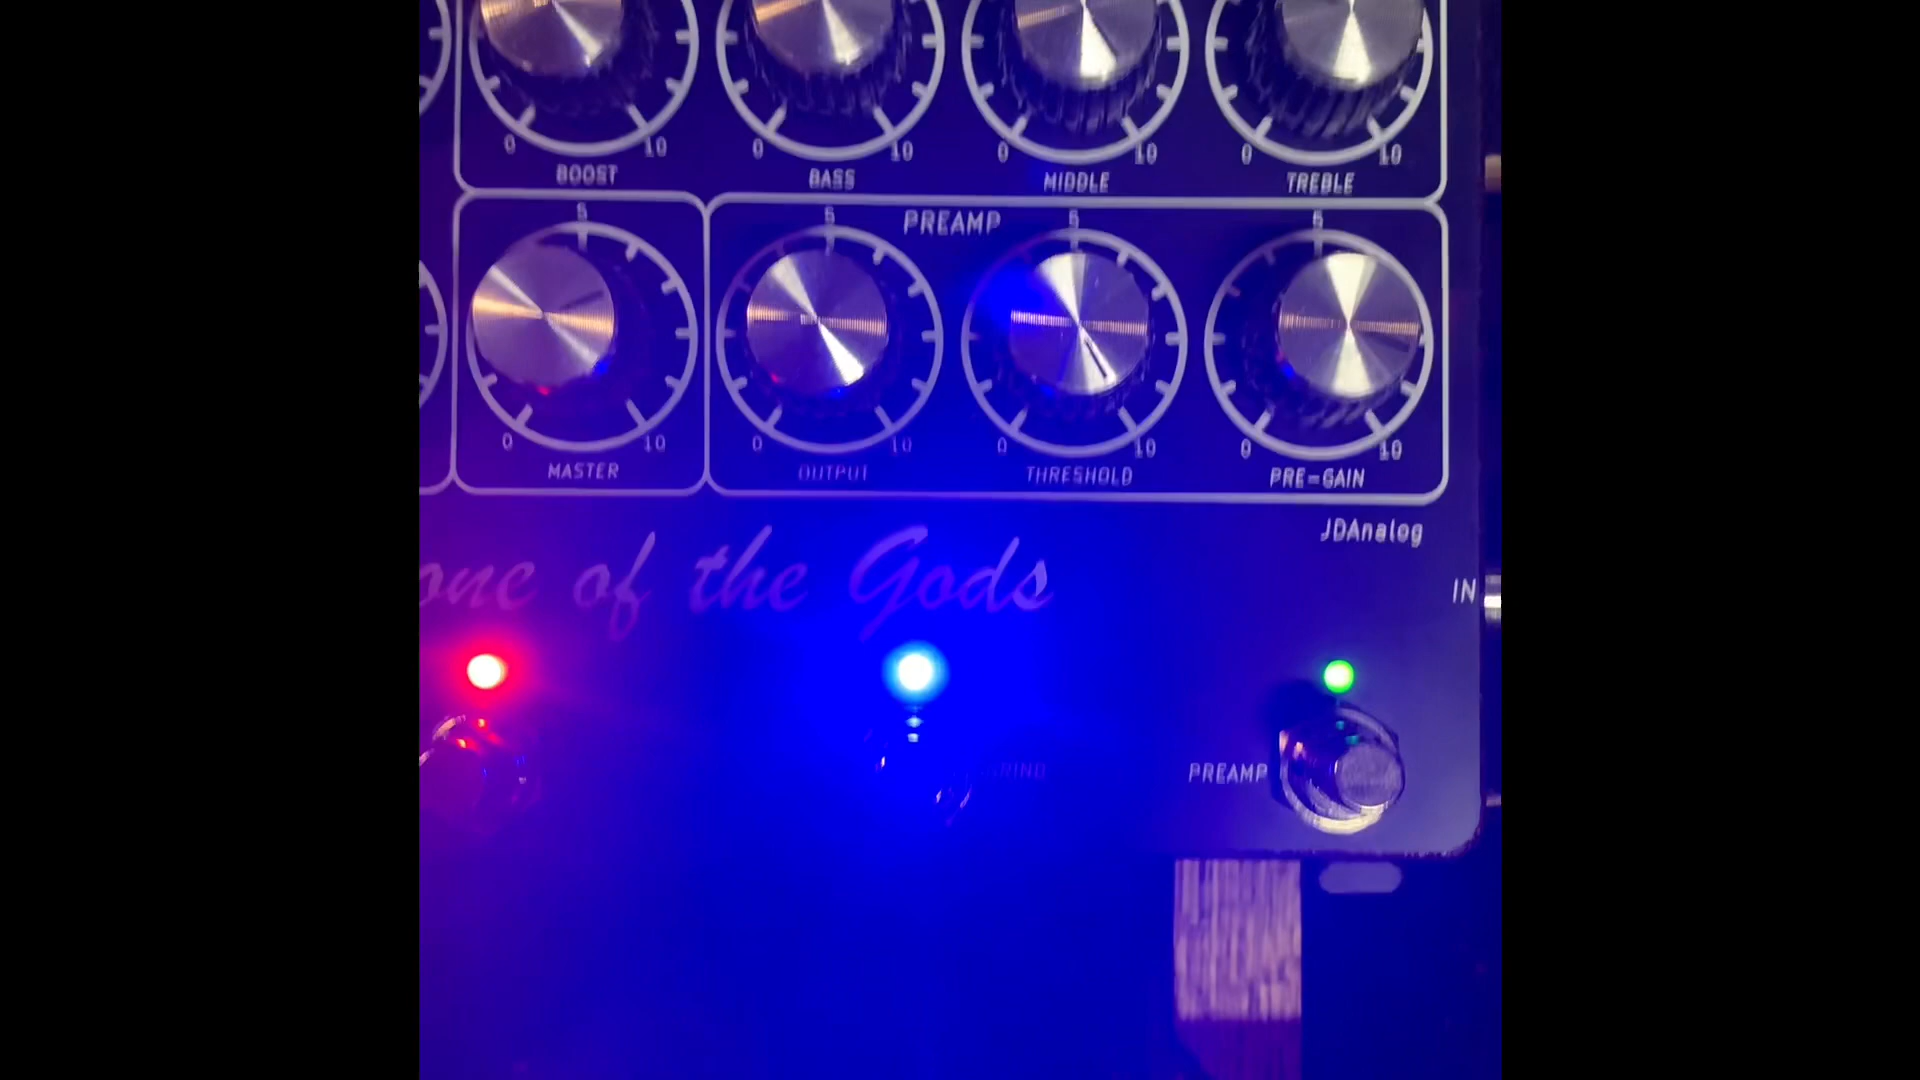 0 10 0 10 0 10 0 10
BOOST BASS MIDDLE TREBLE
5 5 5 5
PREAMP
0 10 0 10 0 10 0 10
MASTER OUTPUT THRESHOLD PRE-GAIN
JDAnalog
one of the Gods
IN
PREAMP